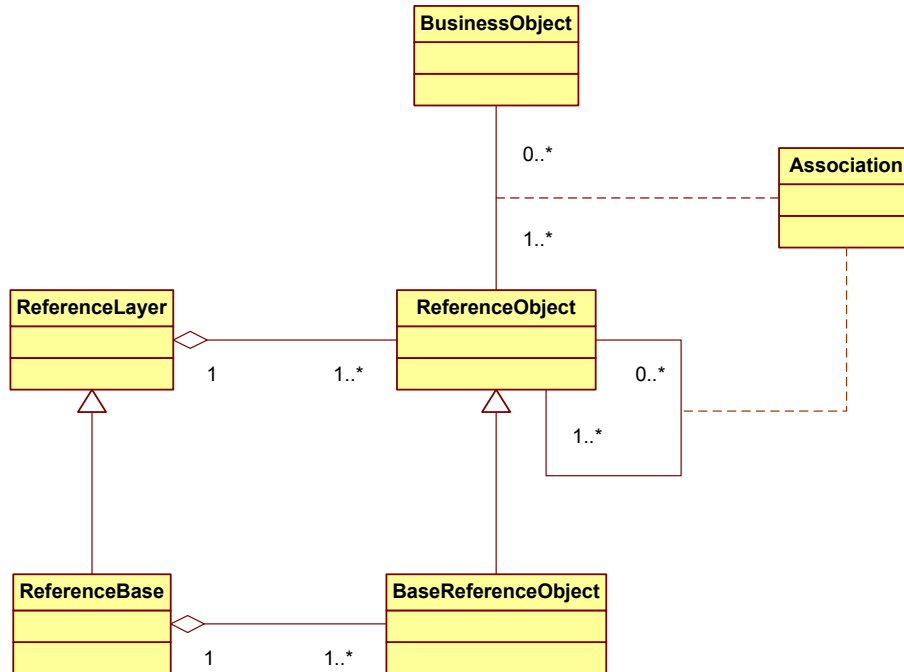 BusinessObject
0..*
Association
1..*
ReferenceLayer
ReferenceObject
1
1..*
0..*
1..*
ReferenceBase
BaseReferenceObject
1
1..*